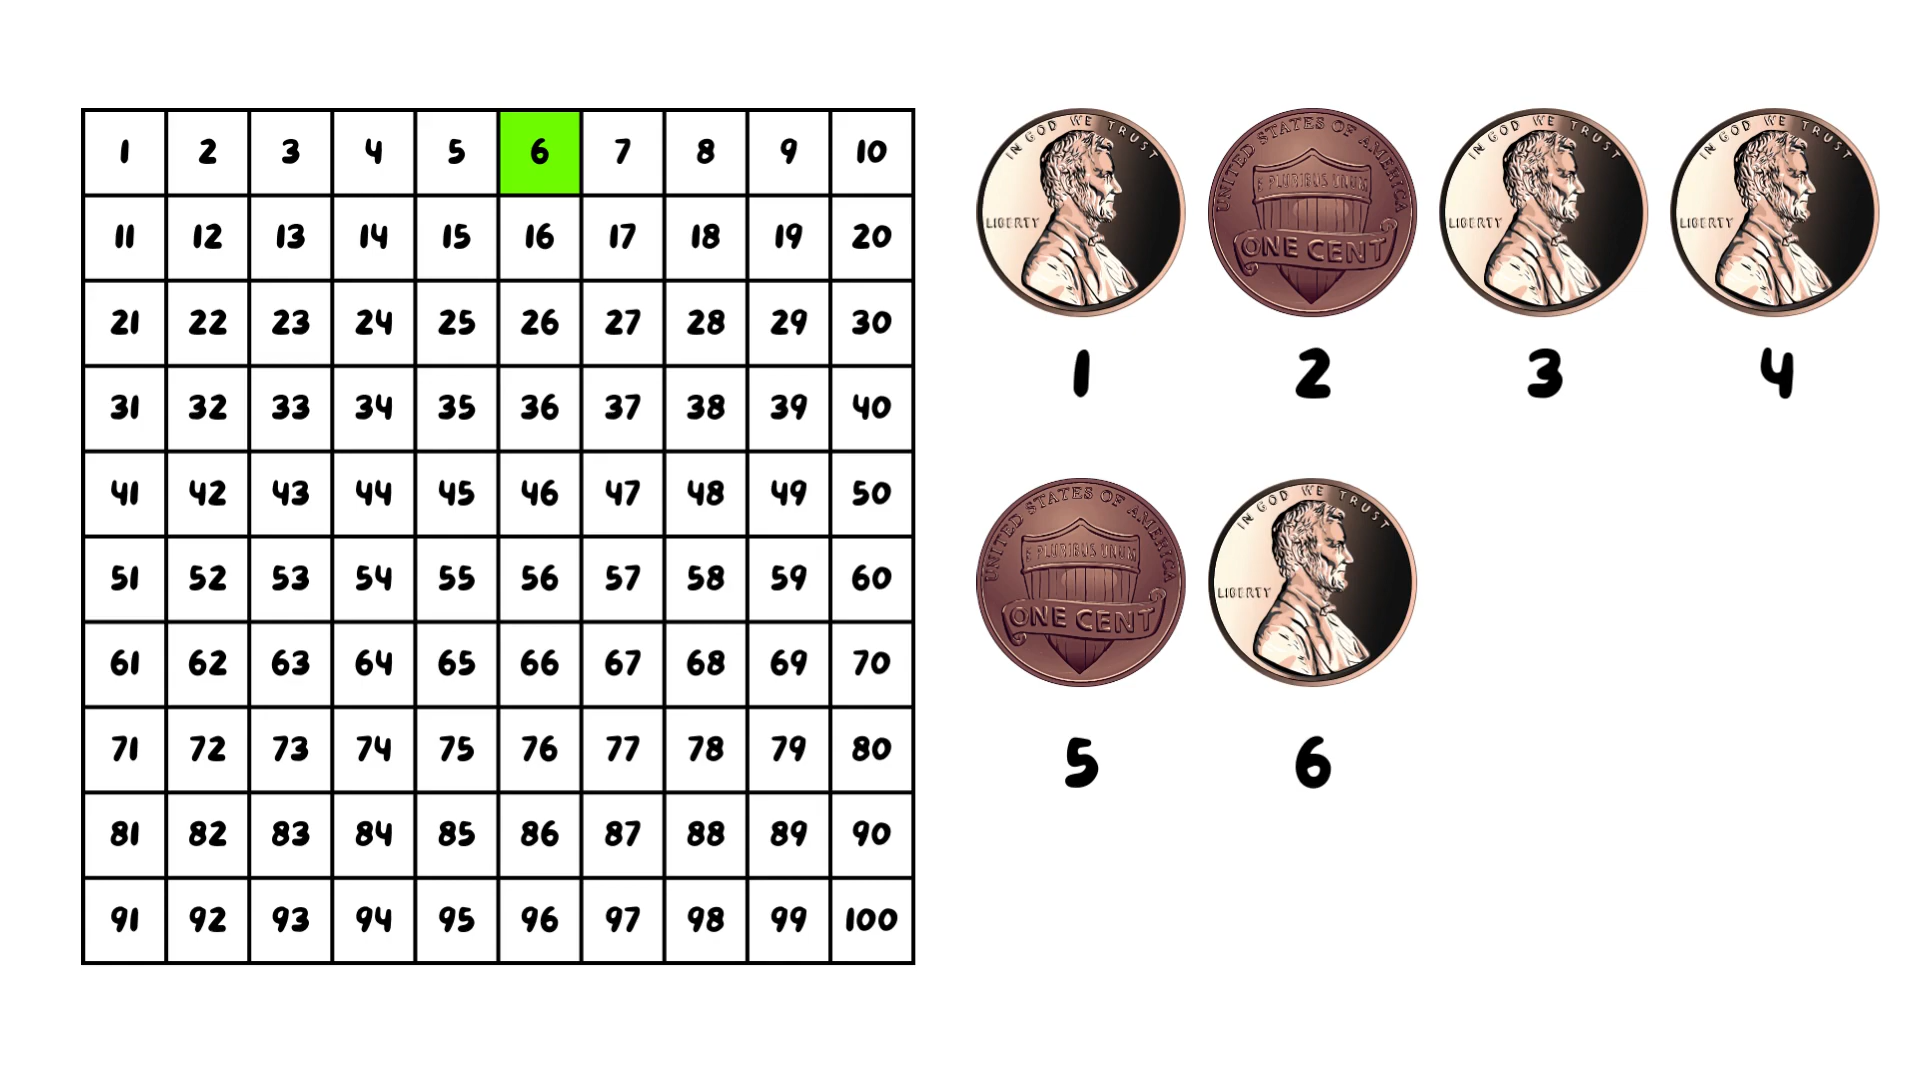 1 2 3 4 5 6 7 8 9 10
11 12 13 14 15 16 17 18 19 20
21 22 23 24 25 26 27 28 29 30
31 32 33 34 35 36 37 38 39 40
41 42 43 44 45 46 47 48 49 50
51 52 53 54 55 56 57 58 59 60
61 62 63 64 65 66 67 68 69 70
71 72 73 74 75 76 77 78 79 80
81 82 83 84 85 86 87 88 89 90
91 92 93 94 95 96 97 98 99 100
IN GOD WE TRUST
LIBERTY
UNITED STATES OF AMERICA
E PLURIBUS UNUM
ONE CENT
IN GOD WE TRUST
LIBERTY
IN GOD WE TRUST
LIBERTY
1 2 3 4
UNITED STATES OF AMERICA
E PLURIBUS UNUM
ONE CENT
IN GOD WE TRUST
LIBERTY
5 6